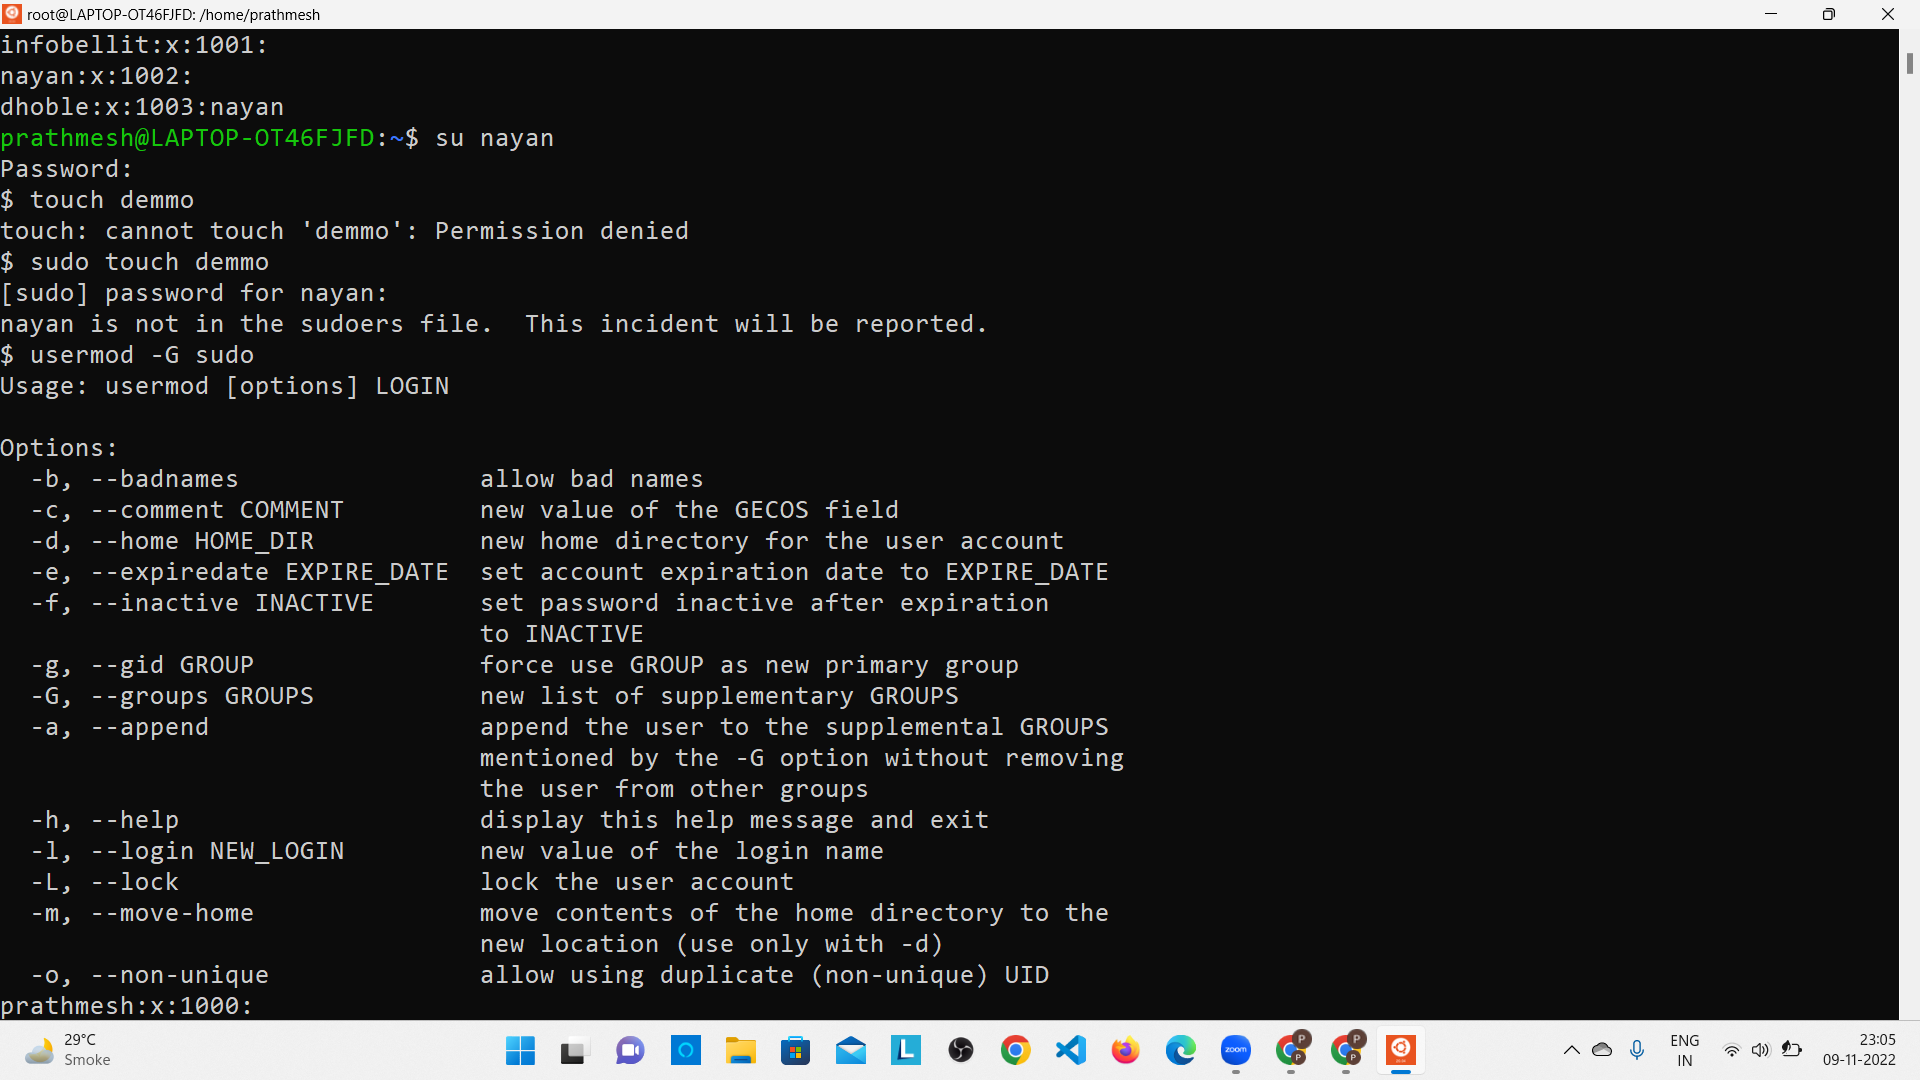 root@LAPTOP-OT46FJFD: /home/prathmesh
infobellit:x:1001:
nayan:x:1002:
dhoble:x:1003:nayan
prathmesh@LAPTOP-OT46FJFD:~$ su nayan
Password:
$ touch demmo
touch: cannot touch 'demmo': Permission denied
$ sudo touch demmo
[sudo] password for nayan:
nayan is not in the sudoers file.  This incident will be reported.
$ usermod -G sudo
Usage: usermod [options] LOGIN

Options:
  -b, --badnames                allow bad names
  -c, --comment COMMENT         new value of the GECOS field
  -d, --home HOME_DIR           new home directory for the user account
  -e, --expiredate EXPIRE_DATE  set account expiration date to EXPIRE_DATE
  -f, --inactive INACTIVE       set password inactive after expiration
                                to INACTIVE
  -g, --gid GROUP               force use GROUP as new primary group
  -G, --groups GROUPS           new list of supplementary GROUPS
  -a, --append                  append the user to the supplemental GROUPS
                                mentioned by the -G option without removing
                                the user from other groups
  -h, --help                    display this help message and exit
  -l, --login NEW_LOGIN         new value of the login name
  -L, --lock                    lock the user account
  -m, --move-home               move contents of the home directory to the
                                new location (use only with -d)
  -o, --non-unique              allow using duplicate (non-unique) UID
prathmesh:x:1000:
29°C
Smoke
L
zoom
P
P
P
P
ENG
IN
23:05
09-11-2022